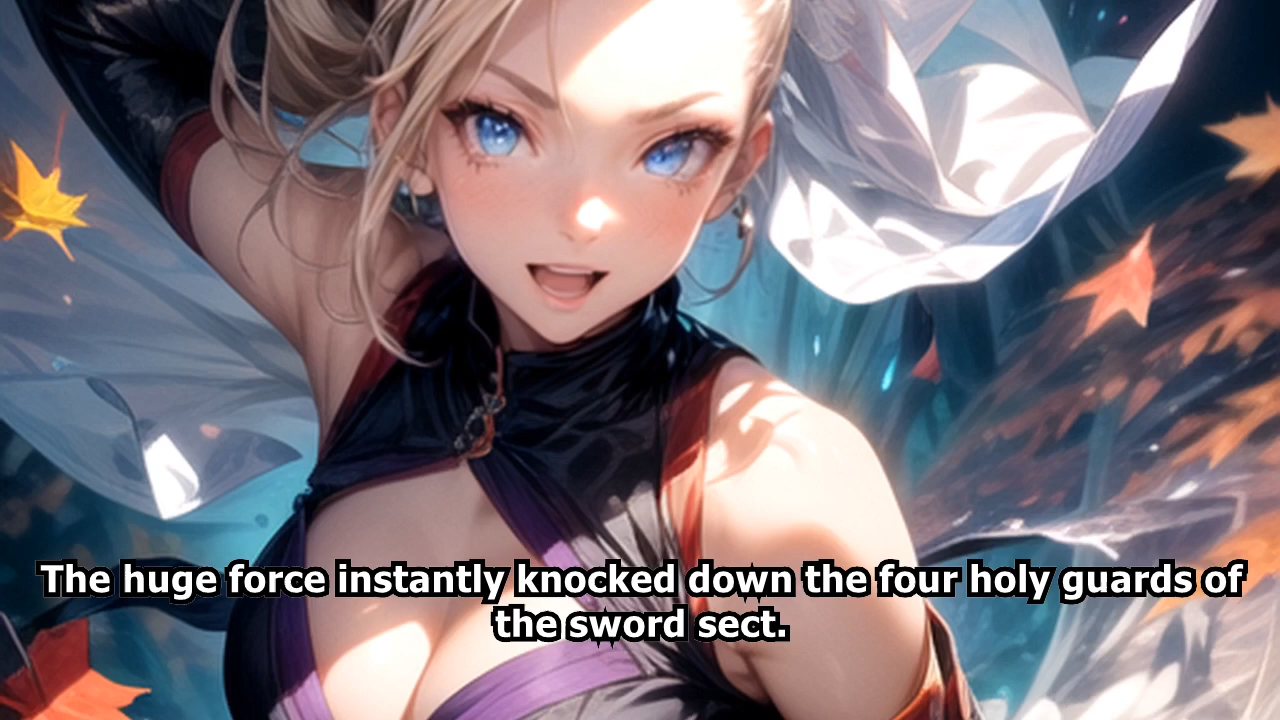 The huge force instantly knocked down the four holy guards of
the sword sect.